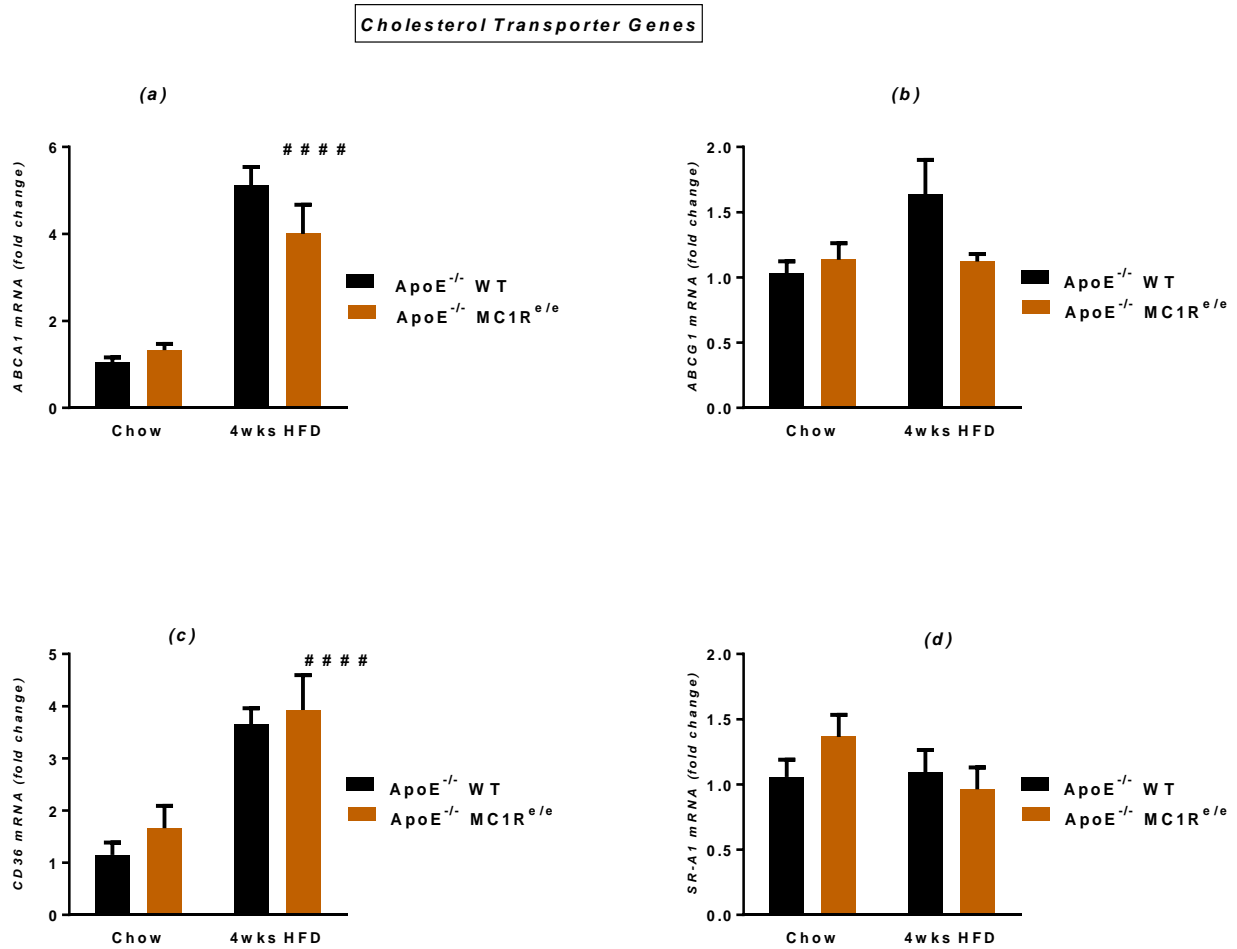 Cholesterol Transporter Genes
(a)
####
ABCA1 mRNA (fold change)
6
4
2
0
Chow 4wks HFD
ApoE-/- WT
ApoE-/- MC1Re/e
(b)
ABCG1 mRNA (fold change)
2.0
1.5
1.0
0.5
0.0
Chow 4wks HFD
ApoE-/- WT
ApoE-/- MC1Re/e
(c)
####
CD36 mRNA (fold change)
5
4
3
2
1
0
Chow 4wks HFD
ApoE-/- WT
ApoE-/- MC1Re/e
(d)
SR-A1 mRNA (fold change)
2.0
1.5
1.0
0.5
0.0
Chow 4wks HFD
ApoE-/- WT
ApoE-/- MC1Re/e